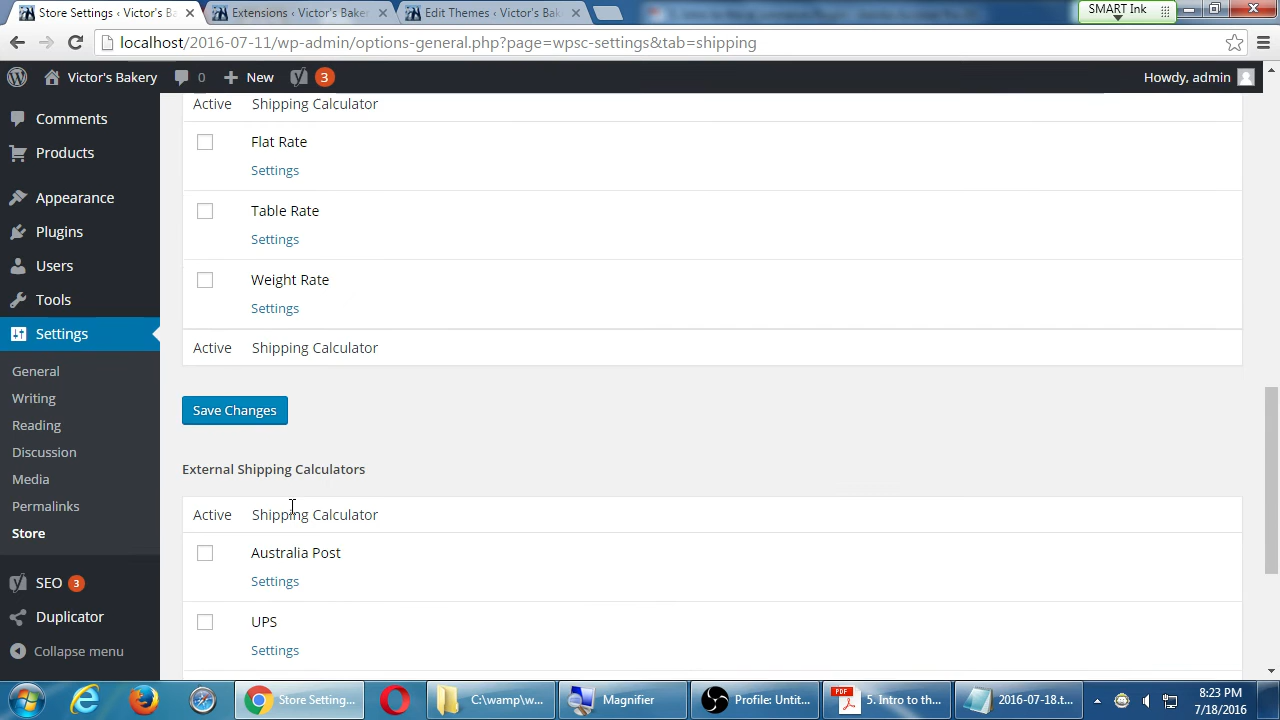 Store Settings ‹ Victor's B
Extensions ‹ Victor's Bake
Edit Themes ‹ Victor's Bak
SMART Ink
localhost/2016-07-11/wp-admin/options-general.php?page=wpsc-settings&tab=shipping
Victor's Bakery
0
New
3
Howdy, admin
Comments
Products
Appearance
Plugins
Users
Tools
Settings
General
Writing
Reading
Discussion
Media
Permalinks
Store
SEO 3
Duplicator
Collapse menu
Active Shipping Calculator
Flat Rate
Settings
Table Rate
Settings
Weight Rate
Settings
Active Shipping Calculator
Save Changes
External Shipping Calculators
Active Shipping Calculator
Australia Post
Settings
UPS
Settings
Store Setting...
C:\wamp\w...
Magnifier
Profile: Untit...
PDF
5. Intro to th...
2016-07-18.t...
8:23 PM
7/18/2016